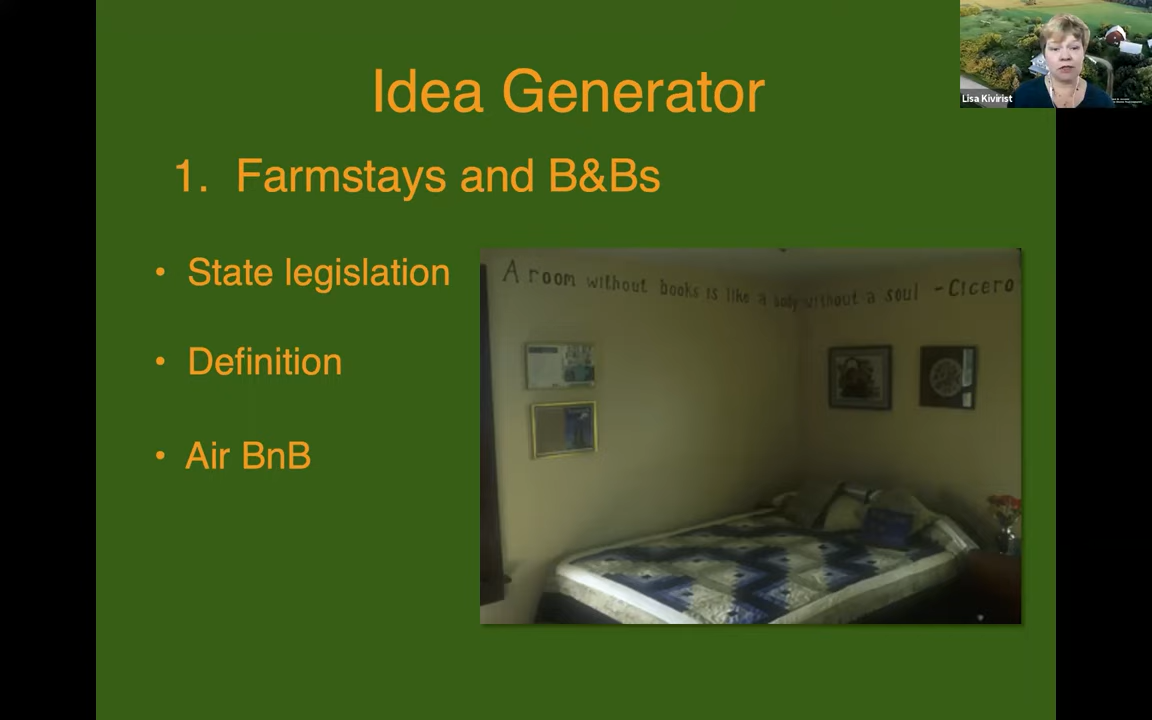 Idea Generator
Lisa Kivirist
1. Farmstays and B&Bs
• State legislation
A room without books is like a body without a soul -Cicero
• Definition
• Air BnB